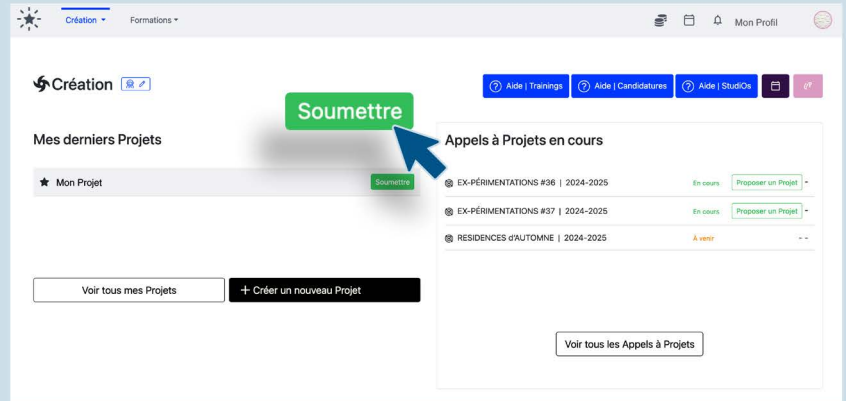 Création
Formations
Mon Profil
Création
Aide | Trainings
Aide | Candidatures
Aide | StudiOs
Soumettre
Mes derniers Projets
Mon Projet
Soumettre
Voir tous mes Projets
+ Créer un nouveau Projet
Appels à Projets en cours
EX-PÉRIMENTATIONS #36 | 2024-2025 En cours Proposer un Projet -
EX-PÉRIMENTATIONS #37 | 2024-2025 En cours Proposer un Projet -
RESIDENCES d'AUTOMNE | 2024-2025 À venir - -
Voir tous les Appels à Projets